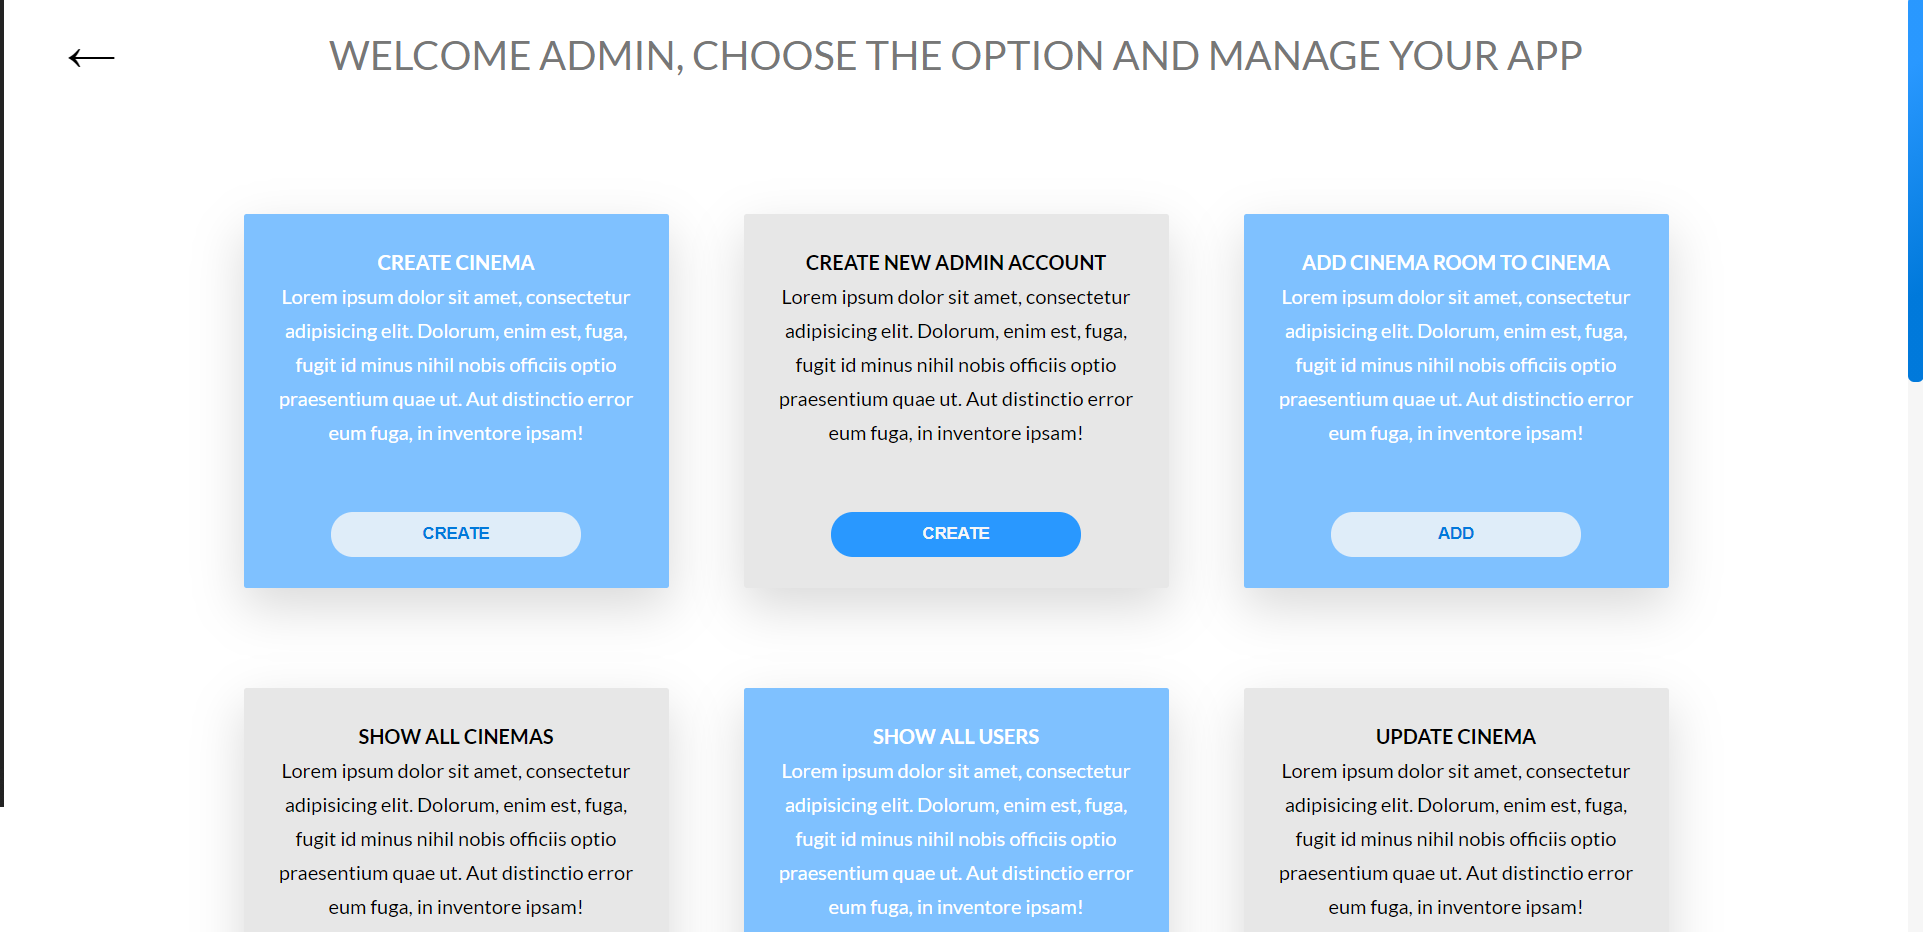 WELCOME ADMIN, CHOOSE THE OPTION AND MANAGE YOUR APP
CREATE CINEMA
Lorem ipsum dolor sit amet, consectetur
adipisicing elit. Dolorum, enim est, fuga,
fugit id minus nihil nobis officiis optio
praesentium quae ut. Aut distinctio error
eum fuga, in inventore ipsam!
CREATE
CREATE NEW ADMIN ACCOUNT
Lorem ipsum dolor sit amet, consectetur
adipisicing elit. Dolorum, enim est, fuga,
fugit id minus nihil nobis officiis optio
praesentium quae ut. Aut distinctio error
eum fuga, in inventore ipsam!
CREATE
ADD CINEMA ROOM TO CINEMA
Lorem ipsum dolor sit amet, consectetur
adipisicing elit. Dolorum, enim est, fuga,
fugit id minus nihil nobis officiis optio
praesentium quae ut. Aut distinctio error
eum fuga, in inventore ipsam!
ADD
SHOW ALL CINEMAS
Lorem ipsum dolor sit amet, consectetur
adipisicing elit. Dolorum, enim est, fuga,
fugit id minus nihil nobis officiis optio
praesentium quae ut. Aut distinctio error
eum fuga, in inventore ipsam!
SHOW ALL USERS
Lorem ipsum dolor sit amet, consectetur
adipisicing elit. Dolorum, enim est, fuga,
fugit id minus nihil nobis officiis optio
praesentium quae ut. Aut distinctio error
eum fuga, in inventore ipsam!
UPDATE CINEMA
Lorem ipsum dolor sit amet, consectetur
adipisicing elit. Dolorum, enim est, fuga,
fugit id minus nihil nobis officiis optio
praesentium quae ut. Aut distinctio error
eum fuga, in inventore ipsam!